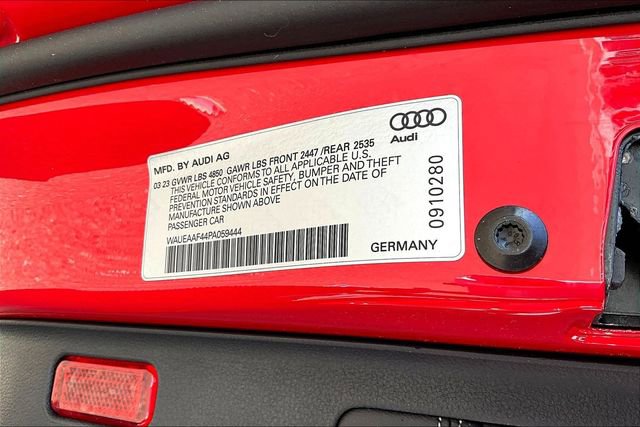 MFD. BY AUDI AG
03 23 GVWR LBS 4850 GAWR LBS FRONT 2447 /REAR 2535
THIS VEHICLE CONFORMS TO ALL APPLICABLE U.S.
FEDERAL MOTOR VEHICLE SAFETY, BUMPER AND THEFT
PREVENTION STANDARDS IN EFFECT ON THE DATE OF
MANUFACTURE SHOWN ABOVE
PASSENGER CAR
WAUEAAF44PA059444
GERMANY
Audi
0910280